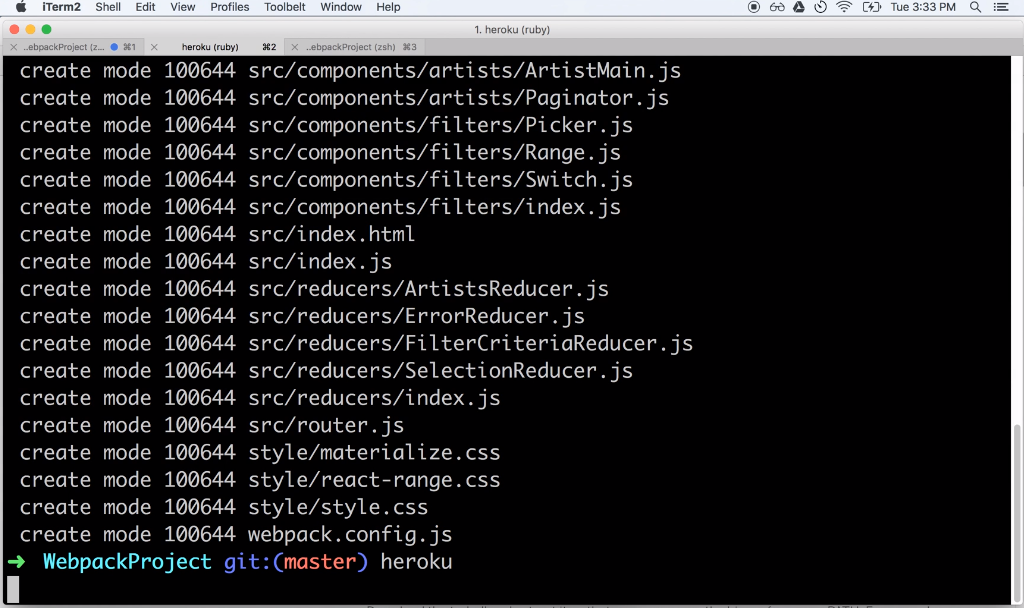 iTerm2 Shell Edit View Profiles Toolbelt Window Help Tue 3:33 PM
1. heroku (ruby)
..ebpackProject (z... ⌘1 heroku (ruby) ⌘2 ..ebpackProject (zsh) ⌘3
create mode 100644 src/components/artists/ArtistMain.js
create mode 100644 src/components/artists/Paginator.js
create mode 100644 src/components/filters/Picker.js
create mode 100644 src/components/filters/Range.js
create mode 100644 src/components/filters/Switch.js
create mode 100644 src/components/filters/index.js
create mode 100644 src/index.html
create mode 100644 src/index.js
create mode 100644 src/reducers/ArtistsReducer.js
create mode 100644 src/reducers/ErrorReducer.js
create mode 100644 src/reducers/FilterCriteriaReducer.js
create mode 100644 src/reducers/SelectionReducer.js
create mode 100644 src/reducers/index.js
create mode 100644 src/router.js
create mode 100644 style/materialize.css
create mode 100644 style/react-range.css
create mode 100644 style/style.css
create mode 100644 webpack.config.js
➜ WebpackProject git:(master) heroku